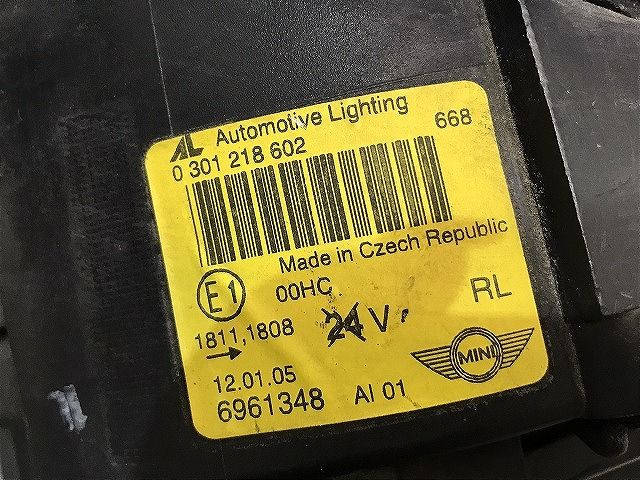 AL Automotive Lighting
668
0 301 218 602
Made in Czech Republic
E1
00HC
RL
1811,1808
24 V
MINI
12.01.05
6961348 AI 01